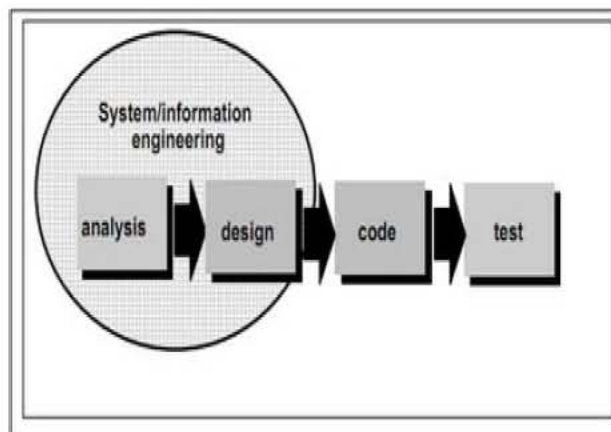 System/information
engineering
analysis
design
code
test